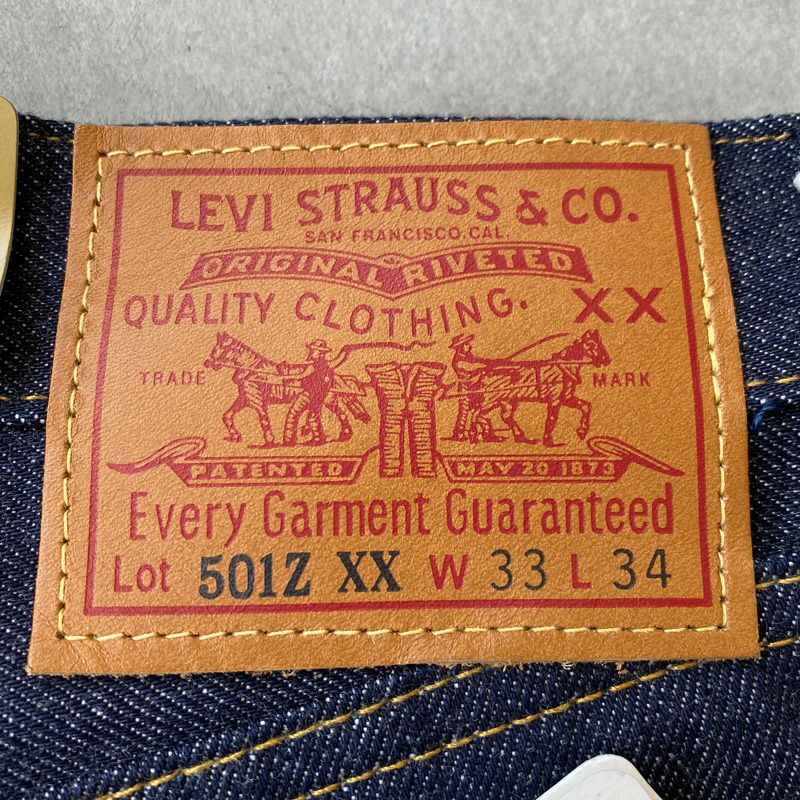 LEVI STRAUSS & CO.
SAN FRANCISCO, CAL.
ORIGINAL RIVETED
QUALITY CLOTHING. XX
TRADE MARK
PATENTED MAY 20 1873
Every Garment Guaranteed
Lot 501Z XX W 33 L 34